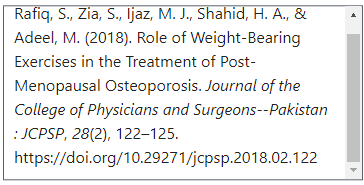 Rafiq, S., Zia, S., Ijaz, M. J., Shahid, H. A., &
Adeel, M. (2018). Role of Weight-Bearing
Exercises in the Treatment of Post-
Menopausal Osteoporosis. Journal of the
College of Physicians and Surgeons--Pakistan
: JCPSP, 28(2), 122–125.
https://doi.org/10.29271/jcpsp.2018.02.122